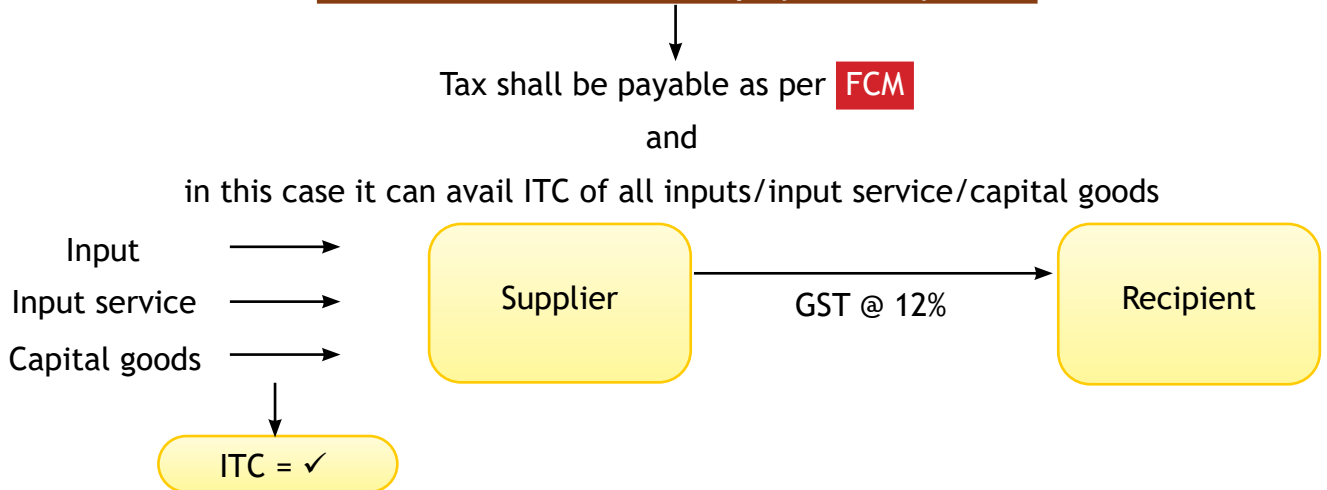 Tax shall be payable as per FCM
and
in this case it can avail ITC of all inputs/input service/capital goods
Input
Input service
Capital goods
Supplier
GST @ 12%
Recipient
ITC = ✓